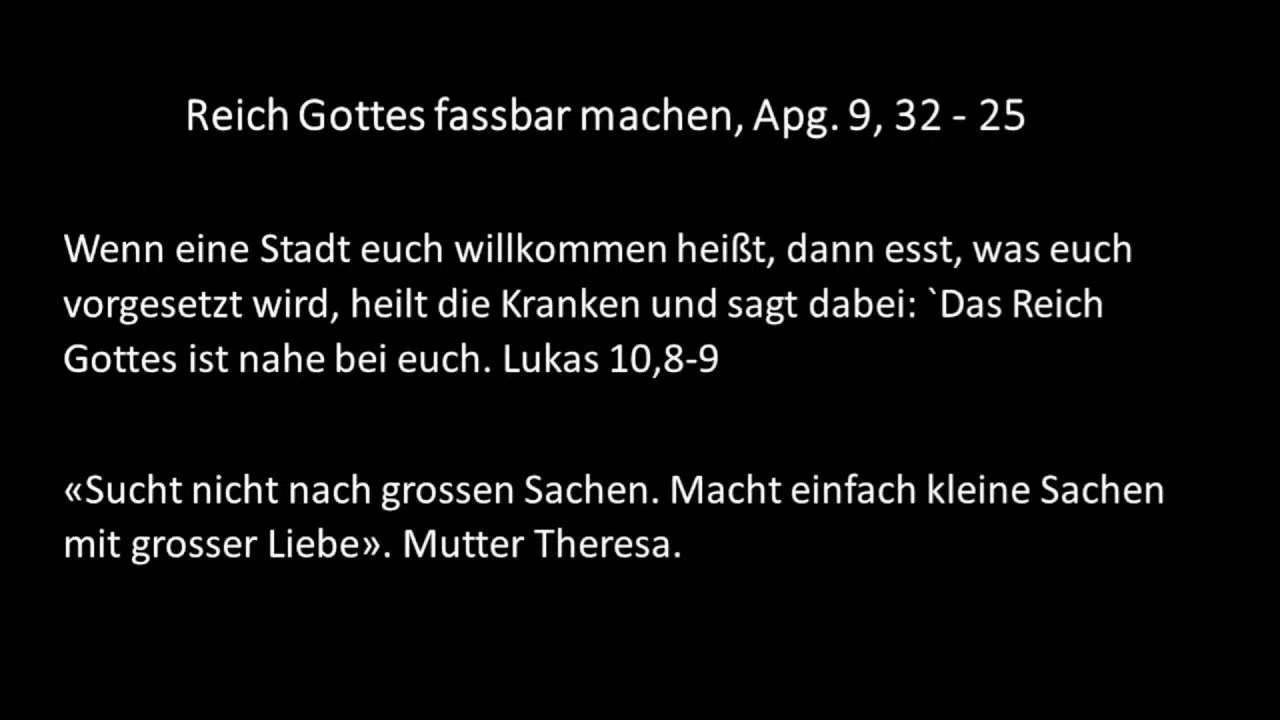 Reich Gottes fassbar machen, Apg. 9, 32 - 25
Wenn eine Stadt euch willkommen heißt, dann esst, was euch
vorgesetzt wird, heilt die Kranken und sagt dabei: `Das Reich
Gottes ist nahe bei euch. Lukas 10,8-9
«Sucht nicht nach grossen Sachen. Macht einfach kleine Sachen
mit grosser Liebe». Mutter Theresa.